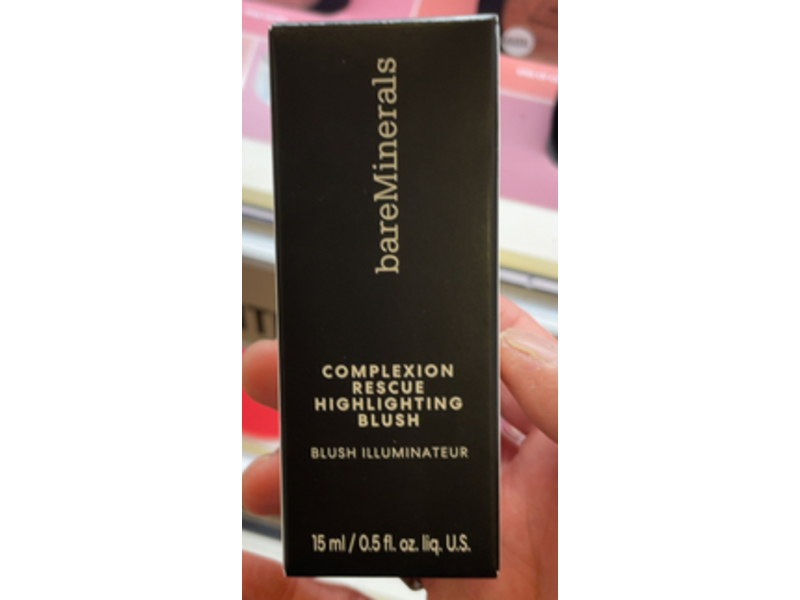 bareMinerals
COMPLEXION
RESCUE
HIGHLIGHTING
BLUSH
BLUSH ILLUMINATEUR
15 ml / 0.5 fl. oz. liq. U.S.